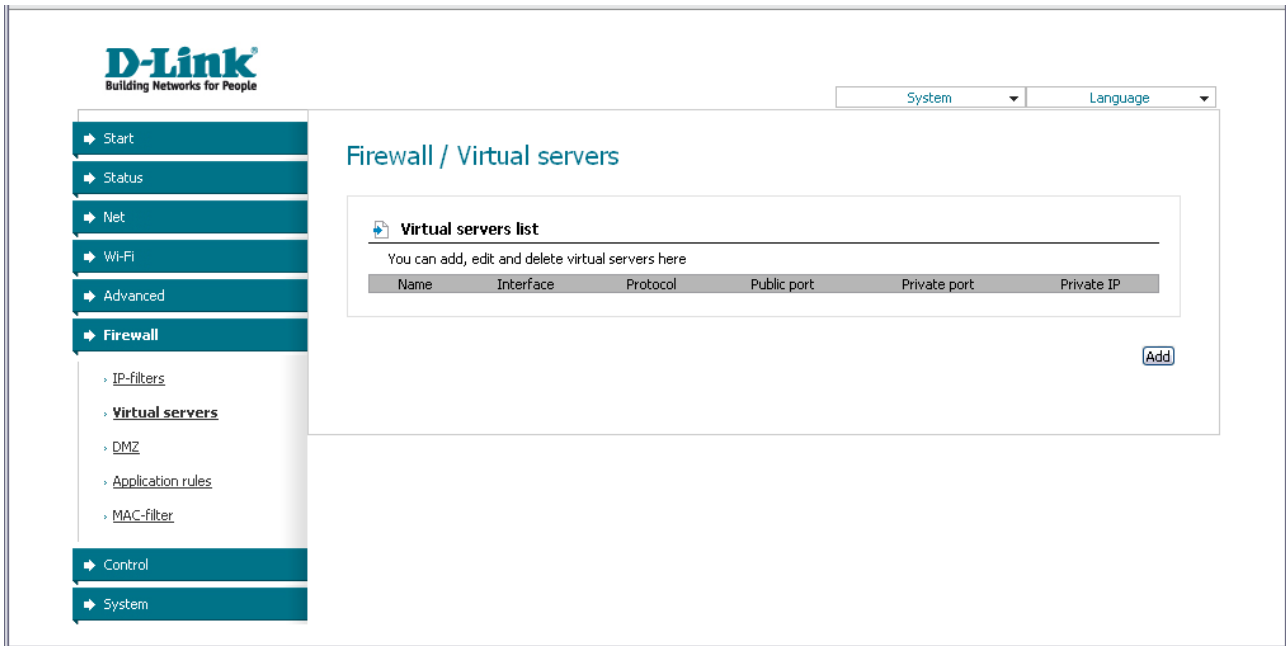 D-Link
Building Networks for People
System Language
Start
Status
Net
Wi-Fi
Advanced
Firewall
IP-filters
Virtual servers
DMZ
Application rules
MAC-filter
Control
System
Firewall / Virtual servers
Virtual servers list
You can add, edit and delete virtual servers here
Name Interface Protocol Public port Private port Private IP
Add